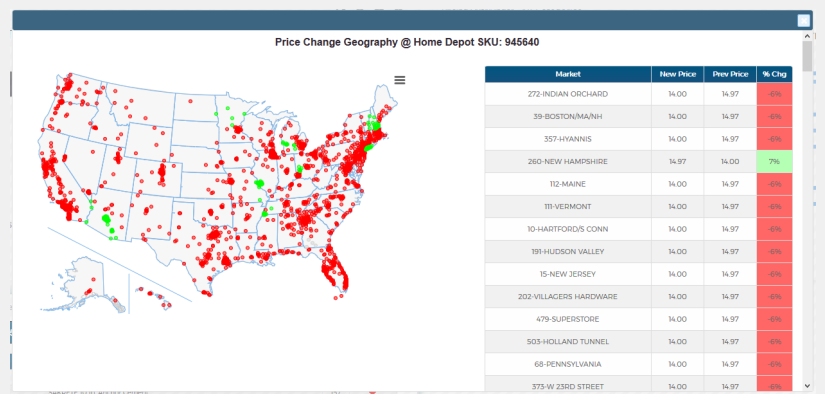 Price Change Geography @ Home Depot SKU: 945640
Market New Price Prev Price % Chg
272-INDIAN ORCHARD 14.00 14.97 -6%
39-BOSTON/MA/NH 14.00 14.97 -6%
357-HYANNIS 14.00 14.97 -6%
260-NEW HAMPSHIRE 14.97 14.00 7%
112-MAINE 14.00 14.97 -6%
111-VERMONT 14.00 14.97 -6%
10-HARTFORD/S CONN 14.00 14.97 -6%
191-HUDSON VALLEY 14.00 14.97 -6%
15-NEW JERSEY 14.00 14.97 -6%
202-VILLAGERS HARDWARE 14.00 14.97 -6%
479-SUPERSTORE 14.00 14.97 -6%
503-HOLLAND TUNNEL 14.00 14.97 -6%
68-PENNSYLVANIA 14.00 14.97 -6%
373-W 23RD STREET 14.00 14.97 -6%